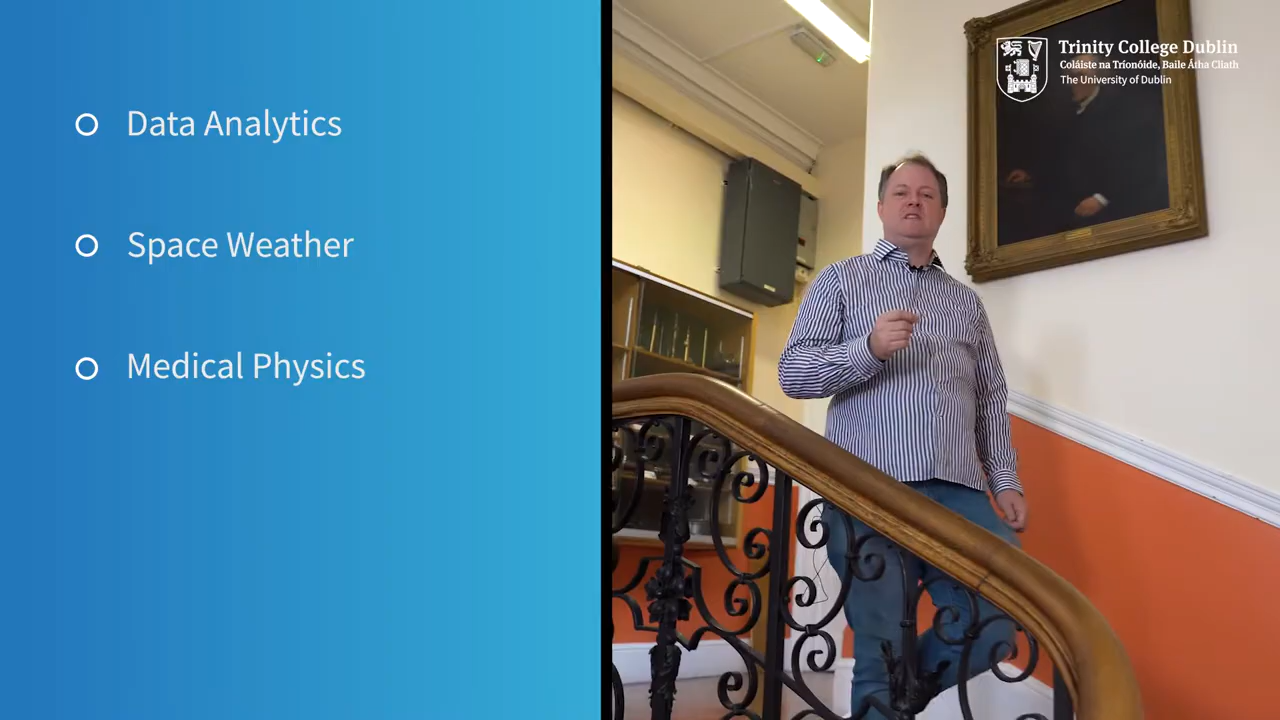 Data Analytics
Space Weather
Medical Physics
Trinity College Dublin
Coláiste na Tríonóide, Baile Átha Cliath
The University of Dublin